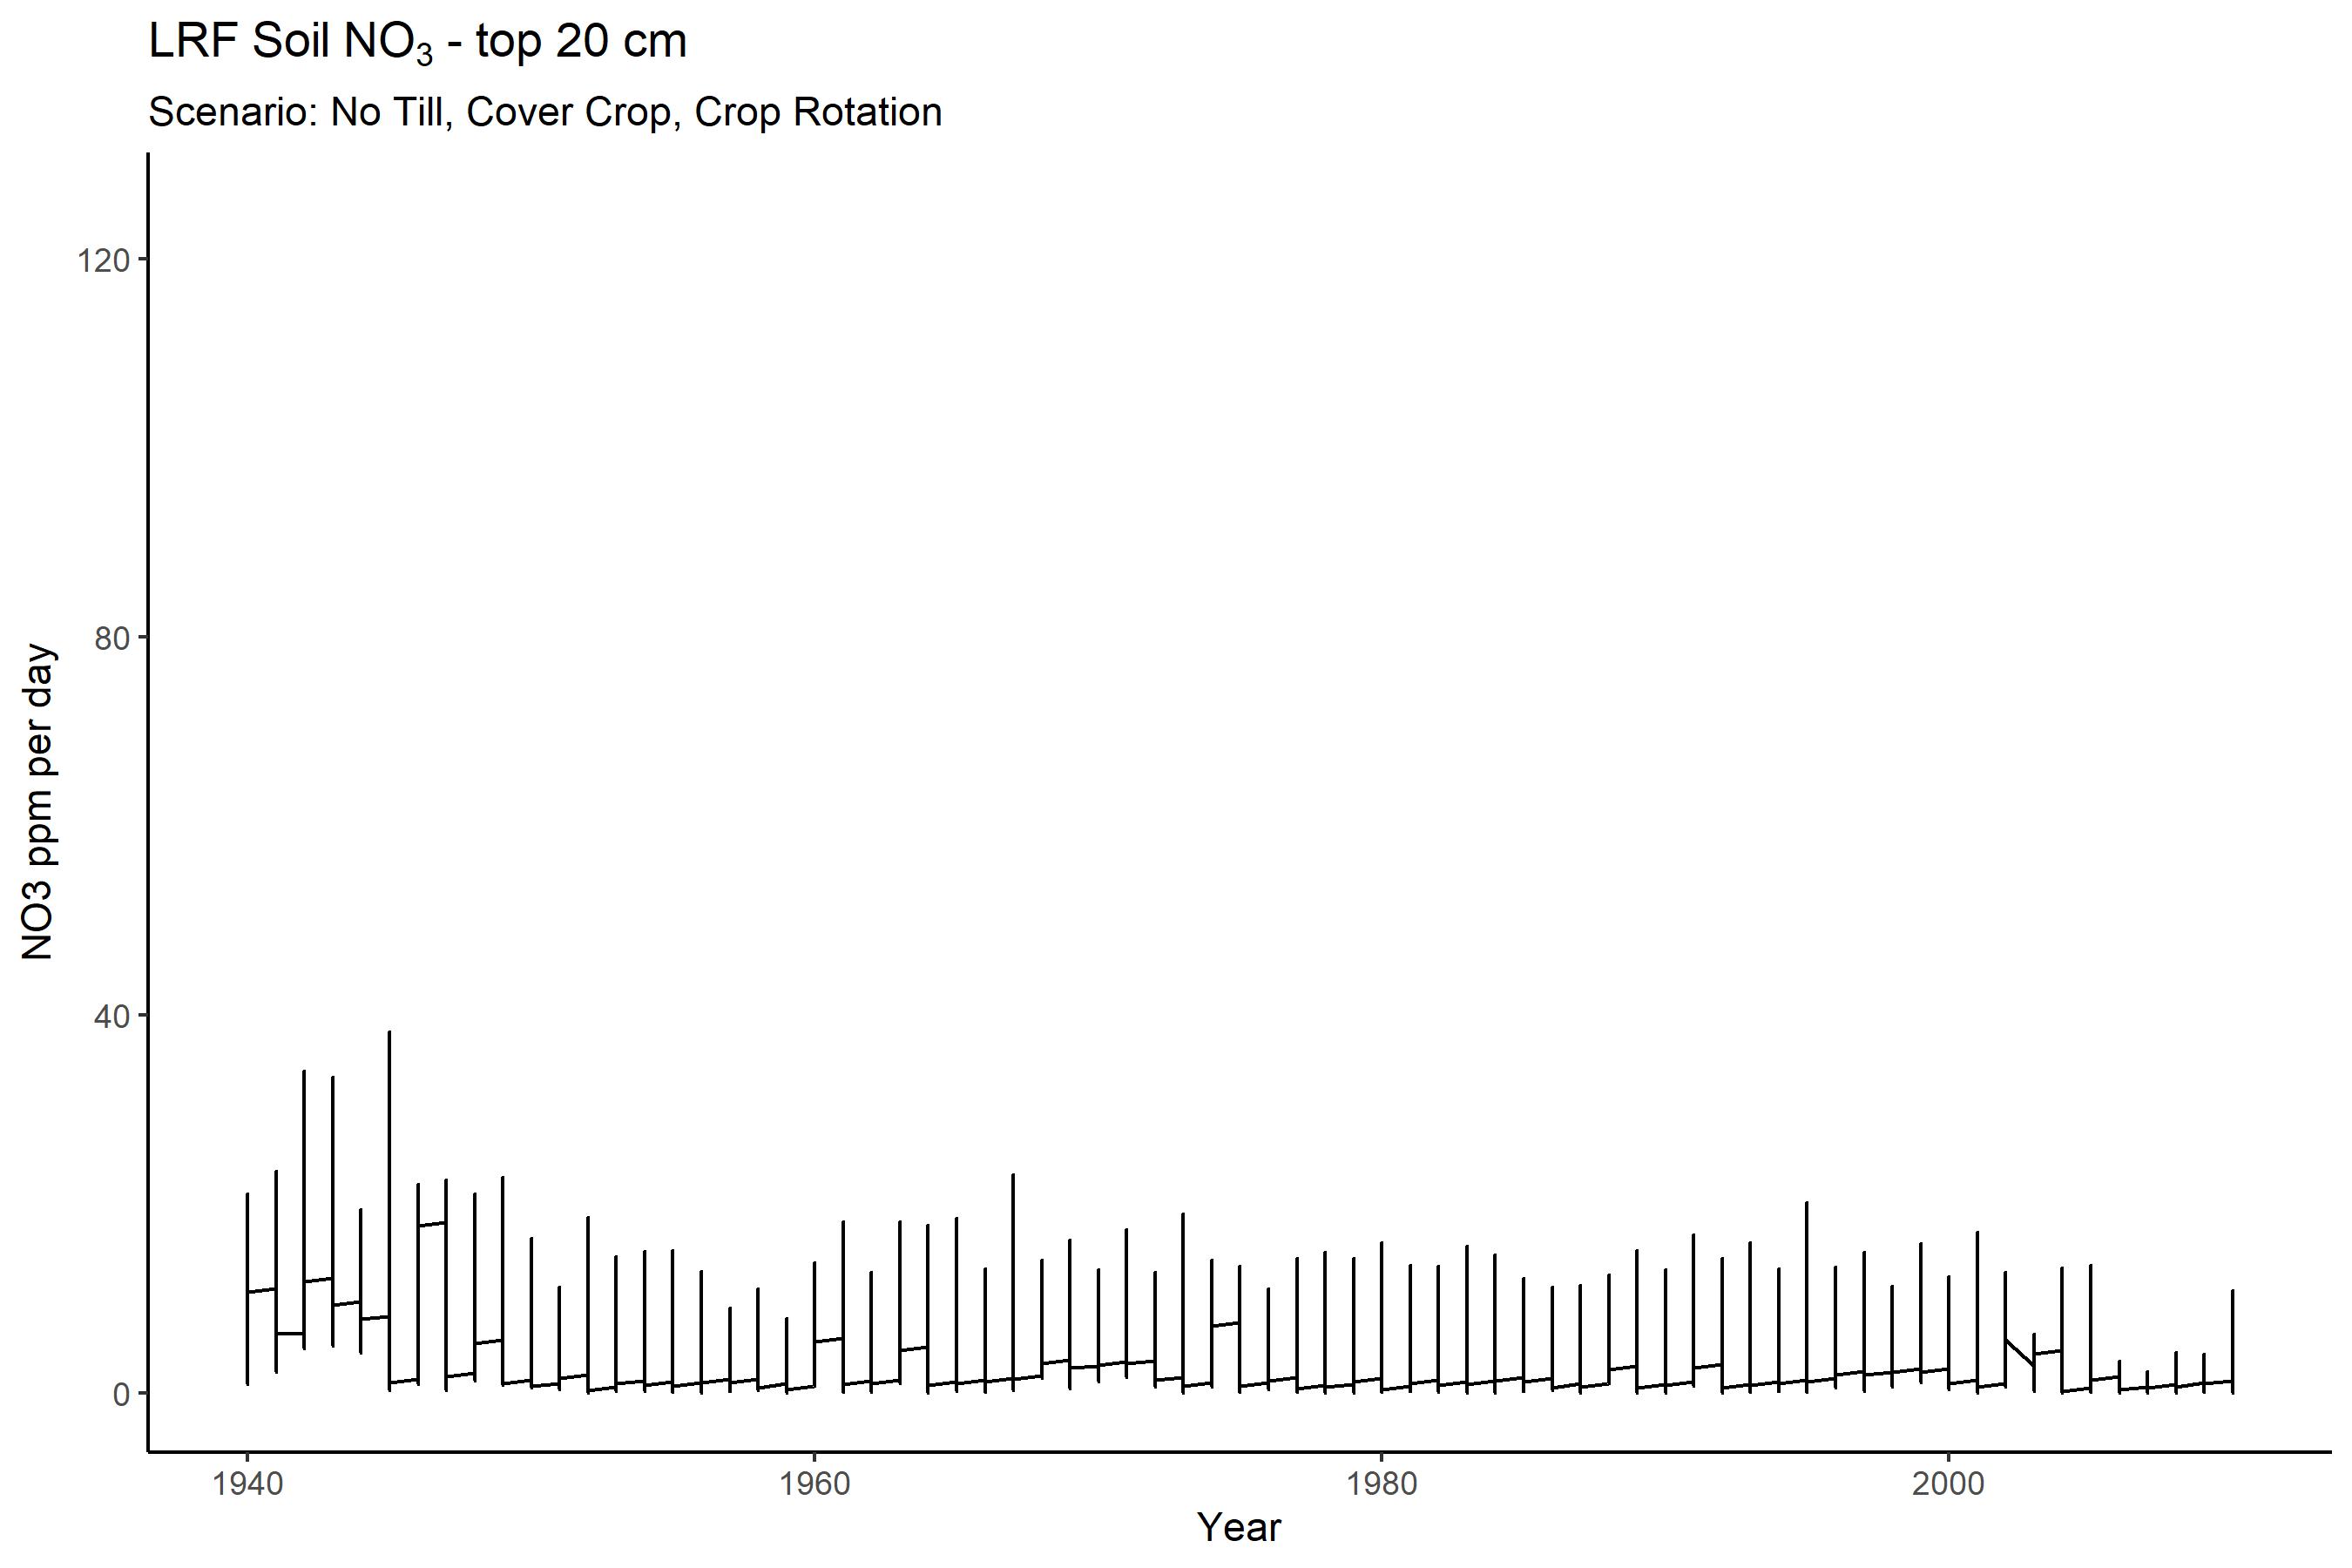 LRF Soil NO₃ - top 20 cm
Scenario: No Till, Cover Crop, Crop Rotation
NO3 ppm per day
120
80
40
0
1940 1960 1980 2000
Year